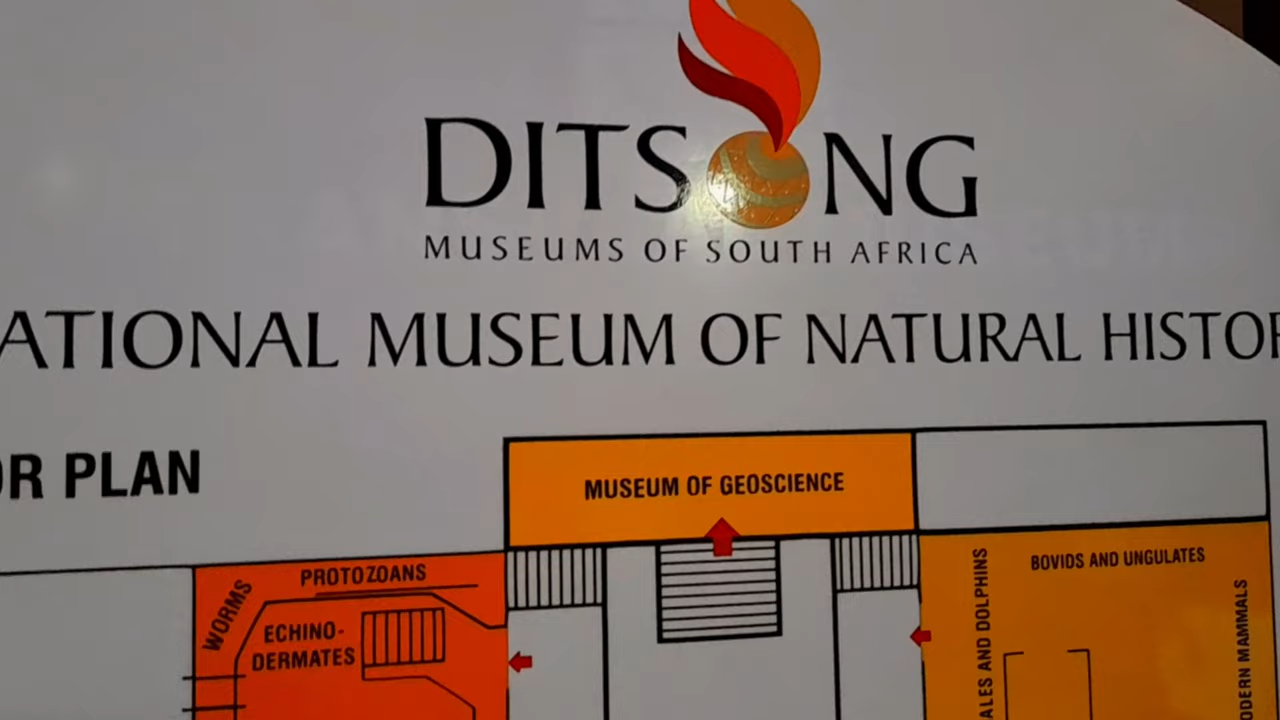 DITSONG
MUSEUMS OF SOUTH AFRICA
ATIONAL MUSEUM OF NATURAL HISTOR
OR PLAN
MUSEUM OF GEOSCIENCE
PROTOZOANS
WORMS
ECHINO-
DERMATES
BOVIDS AND UNGULATES
ALES AND DOLPHINS
ODERN MAMMALS